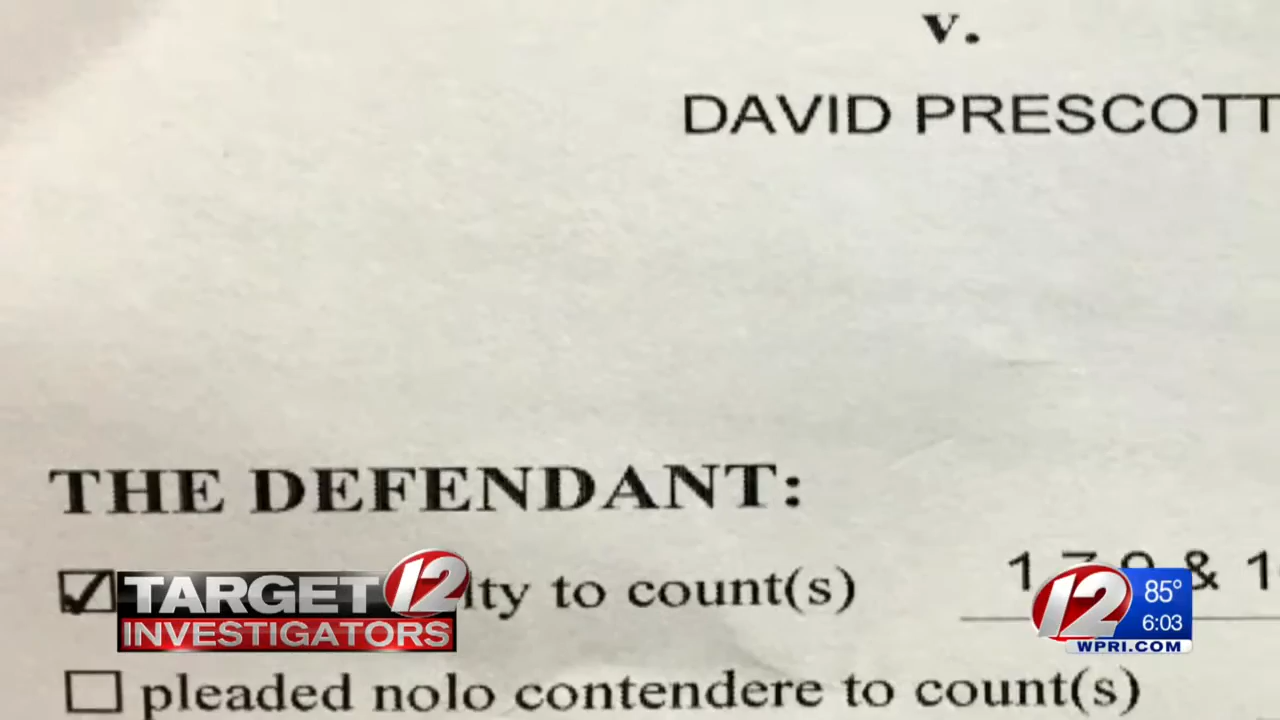 v.
DAVID PRESCOTT
THE DEFENDANT:
to count(s)
& 1
TARGET 12
INVESTIGATORS
12 85°
6:03
WPRI.COM
pleaded nolo contendere to count(s)